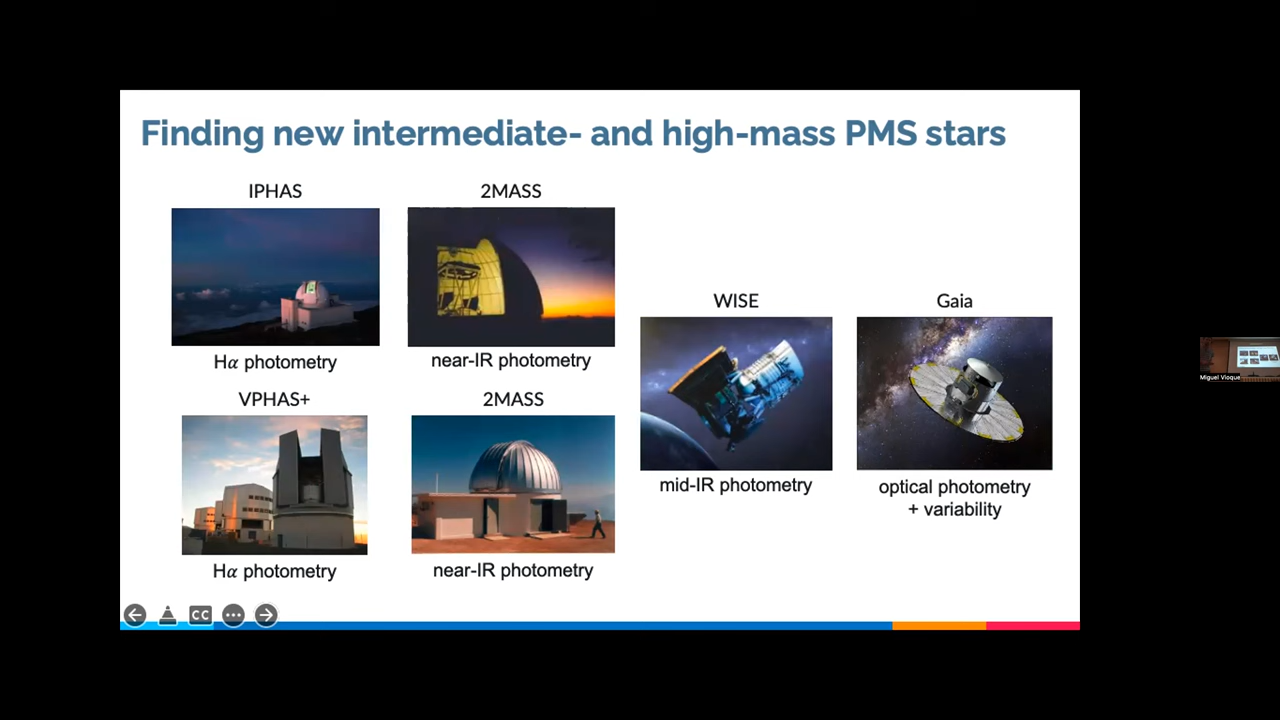 Finding new intermediate- and high-mass PMS stars
IPHAS
Hα photometry
2MASS
near-IR photometry
VPHAS+
Hα photometry
2MASS
near-IR photometry
WISE
mid-IR photometry
Gaia
optical photometry
+ variability
CC
Miguel Vioque